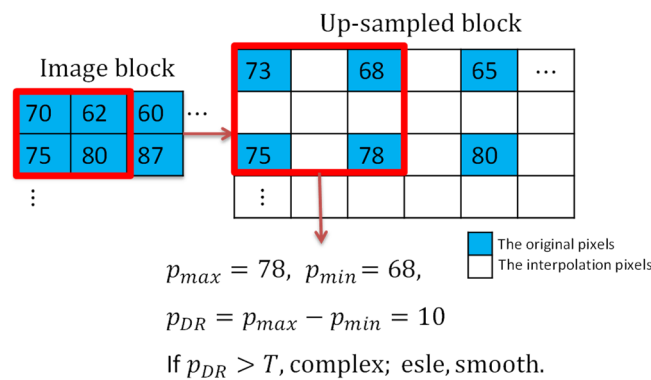 Up-sampled block
Image block
73 68 65 ⋯
70 62 60 ⋯
75 80 87
75 78 80
⋮ ⋮
The original pixels
The interpolation pixels
p_max = 78, p_min = 68,
p_DR = p_max − p_min = 10
If p_DR > T, complex; esle, smooth.